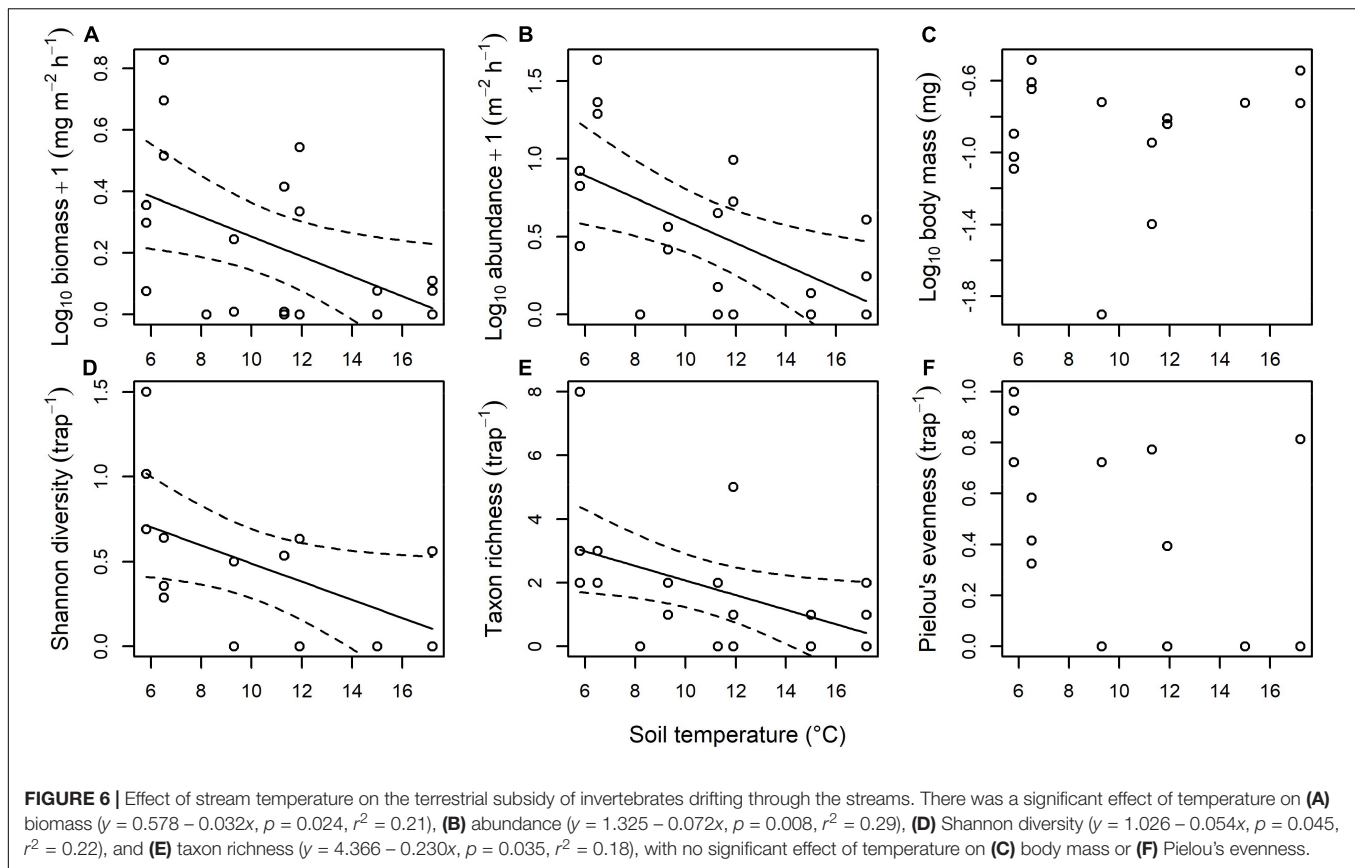 A
B
C
Log₁₀ biomass + 1 (mg m⁻² h⁻¹)
0.0 0.2 0.4 0.6 0.8
6 8 10 12 14 16
Log₁₀ abundance + 1 (m⁻² h⁻¹)
0.0 0.5 1.0 1.5
6 8 10 12 14 16
Log₁₀ body mass (mg)
-1.8 -1.4 -1.0 -0.6
6 8 10 12 14 16
D
E
F
Shannon diversity (trap⁻¹)
0.0 0.5 1.0 1.5
6 8 10 12 14 16
Taxon richness (trap⁻¹)
0 2 4 6 8
6 8 10 12 14 16
Pielou's evenness (trap⁻¹)
0.0 0.2 0.4 0.6 0.8 1.0
6 8 10 12 14 16
Soil temperature (°C)
FIGURE 6 | Effect of stream temperature on the terrestrial subsidy of invertebrates drifting through the streams. There was a significant effect of temperature on (A)
biomass (y = 0.578 – 0.032x, p = 0.024, r² = 0.21), (B) abundance (y = 1.325 – 0.072x, p = 0.008, r² = 0.29), (D) Shannon diversity (y = 1.026 – 0.054x, p = 0.045,
r² = 0.22), and (E) taxon richness (y = 4.366 – 0.230x, p = 0.035, r² = 0.18), with no significant effect of temperature on (C) body mass or (F) Pielou's evenness.